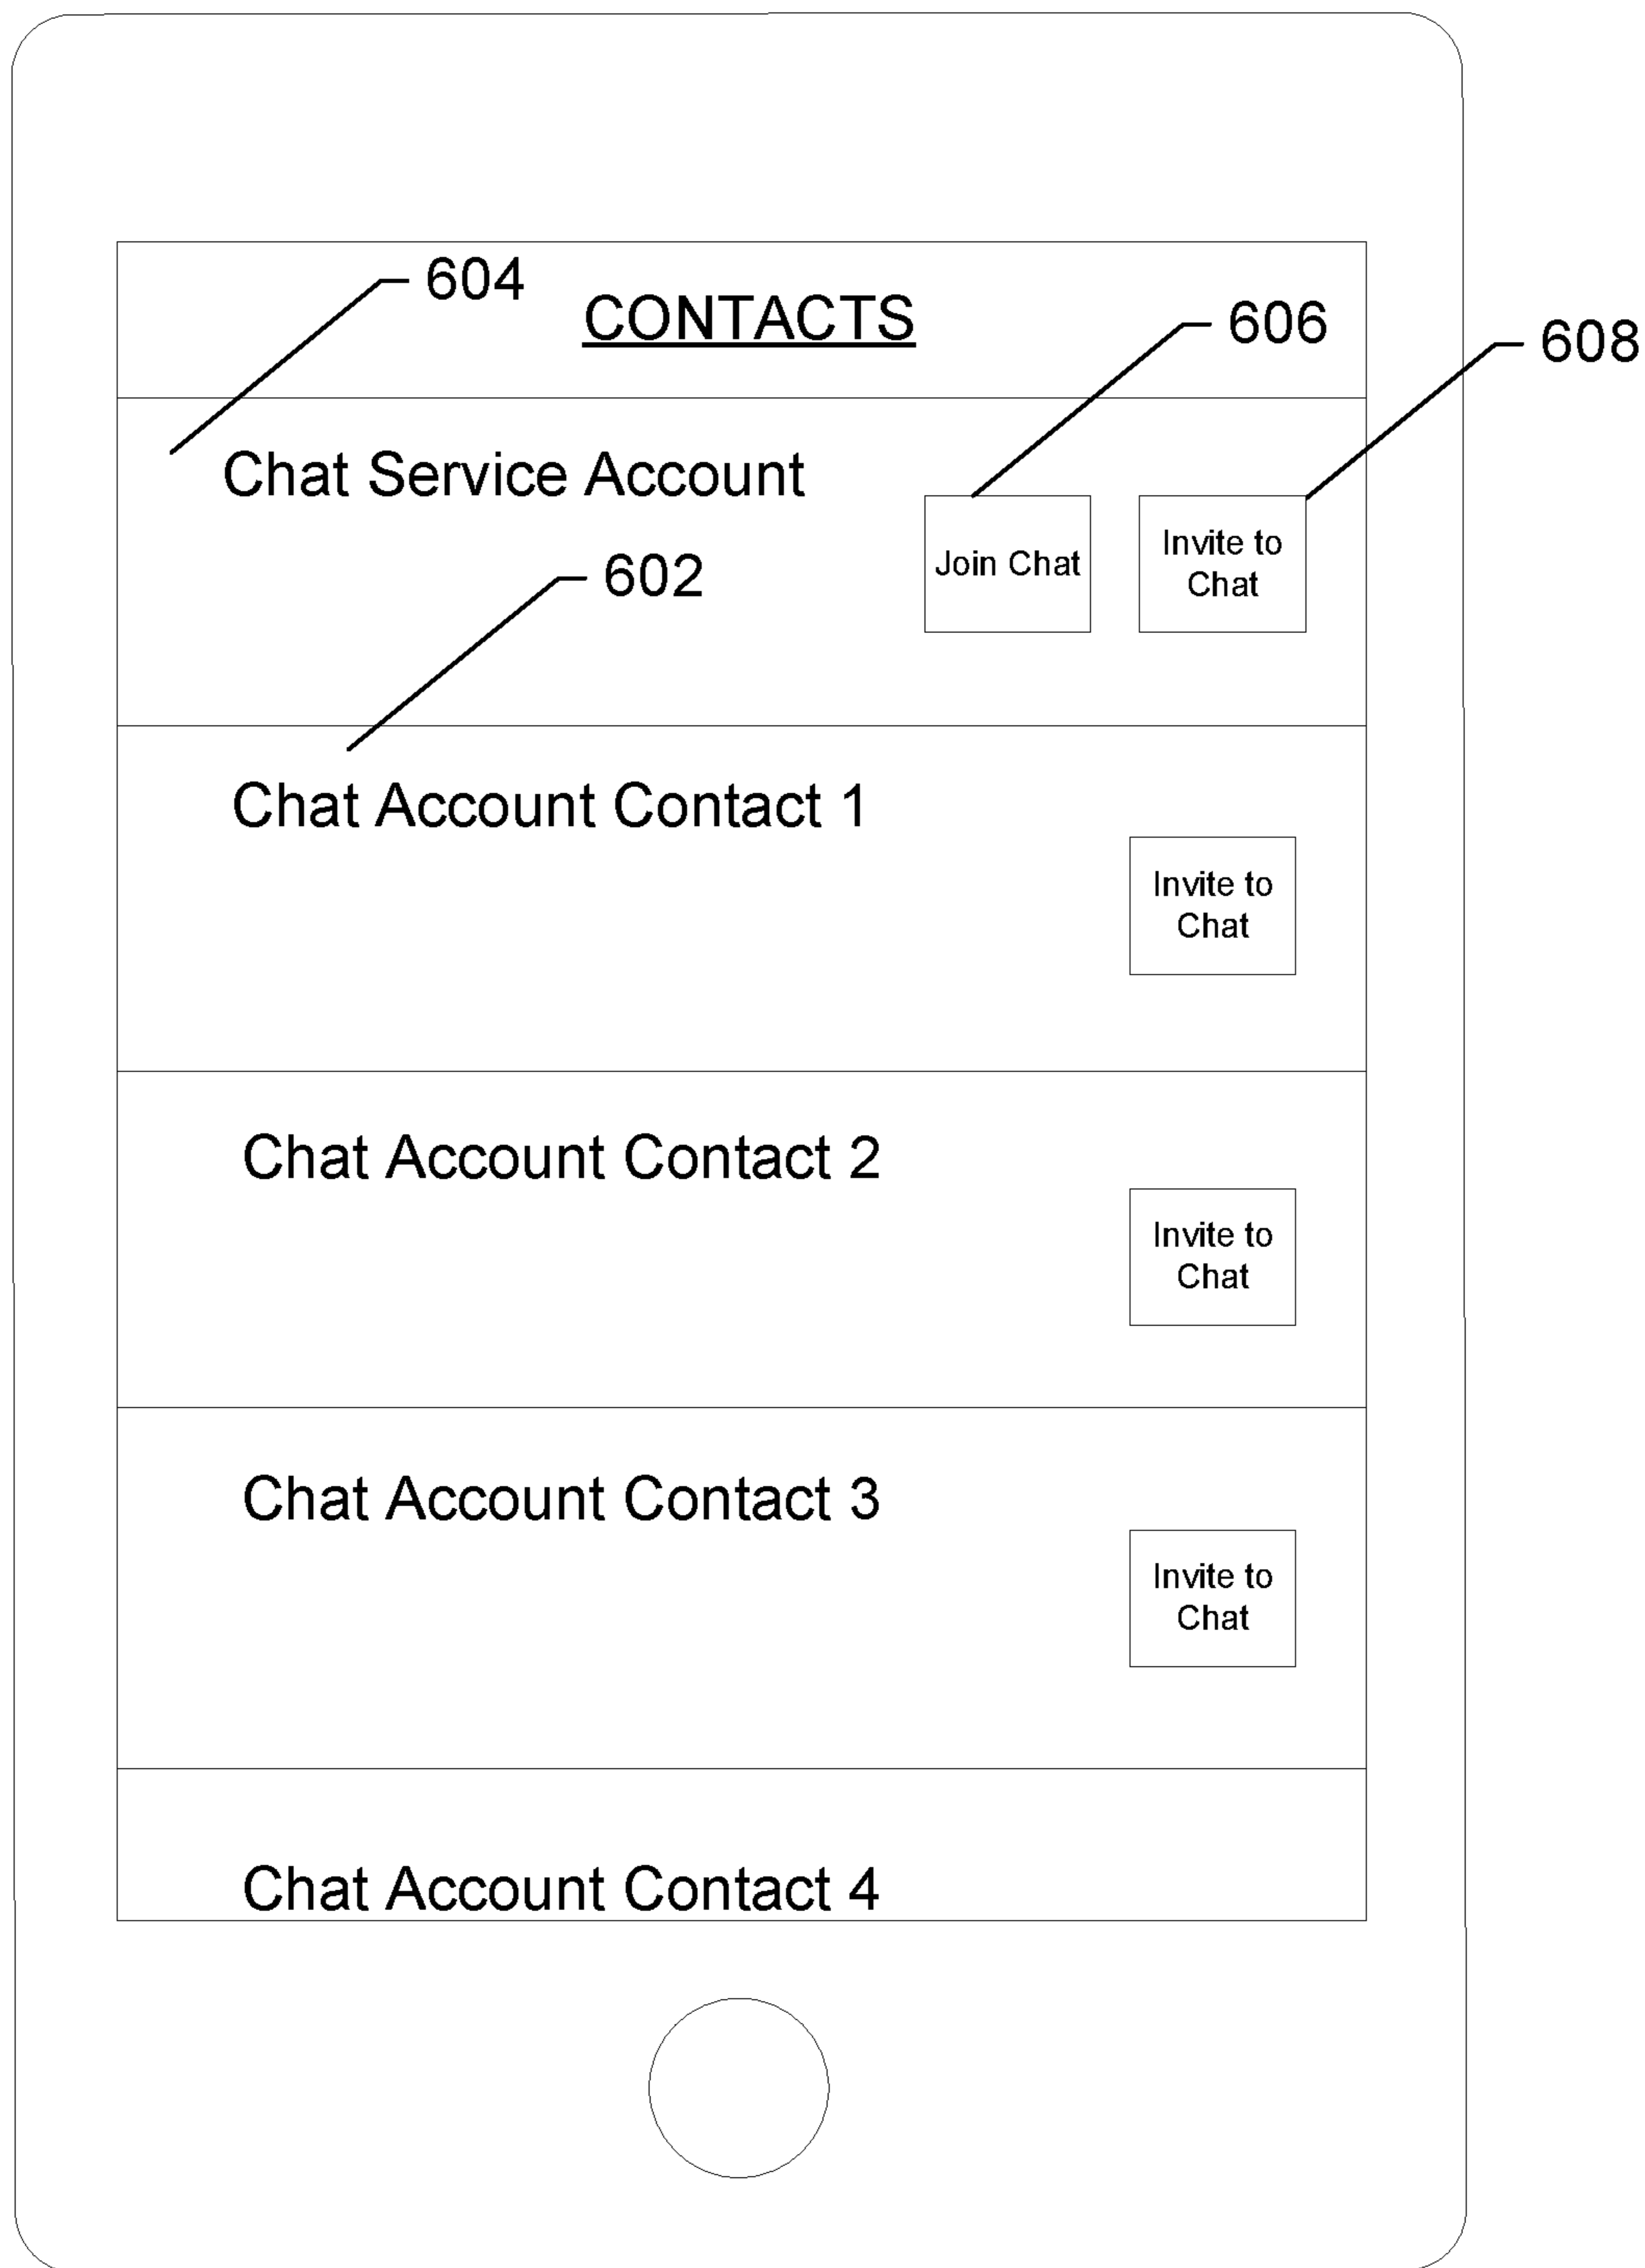 604
CONTACTS
606
608
Chat Service Account
Join Chat
Invite to
Chat
602
Chat Account Contact 1
Invite to
Chat
Chat Account Contact 2
Invite to
Chat
Chat Account Contact 3
Invite to
Chat
Chat Account Contact 4